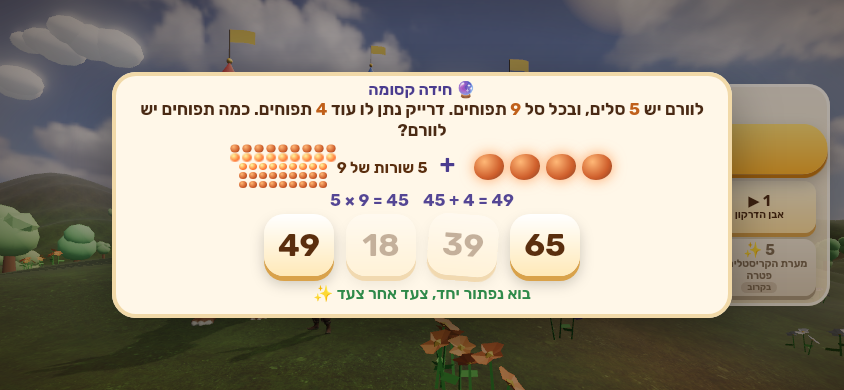 🔮 חידה קסומה
לוורם יש 5 סלים, ובכל סל 9 תפוחים. דרייק נתן לו עוד 4 תפוחים. כמה תפוחים יש
לוורם?
5 שורות של 9 +
5 × 9 = 45   45 + 4 = 49
49 18 39 65
בוא נפתור יחד, צעד אחר צעד ✨
1 ▶
אבן הדרקון
5 ✨
מערת הקריסטלי
פטרה
בקרוב